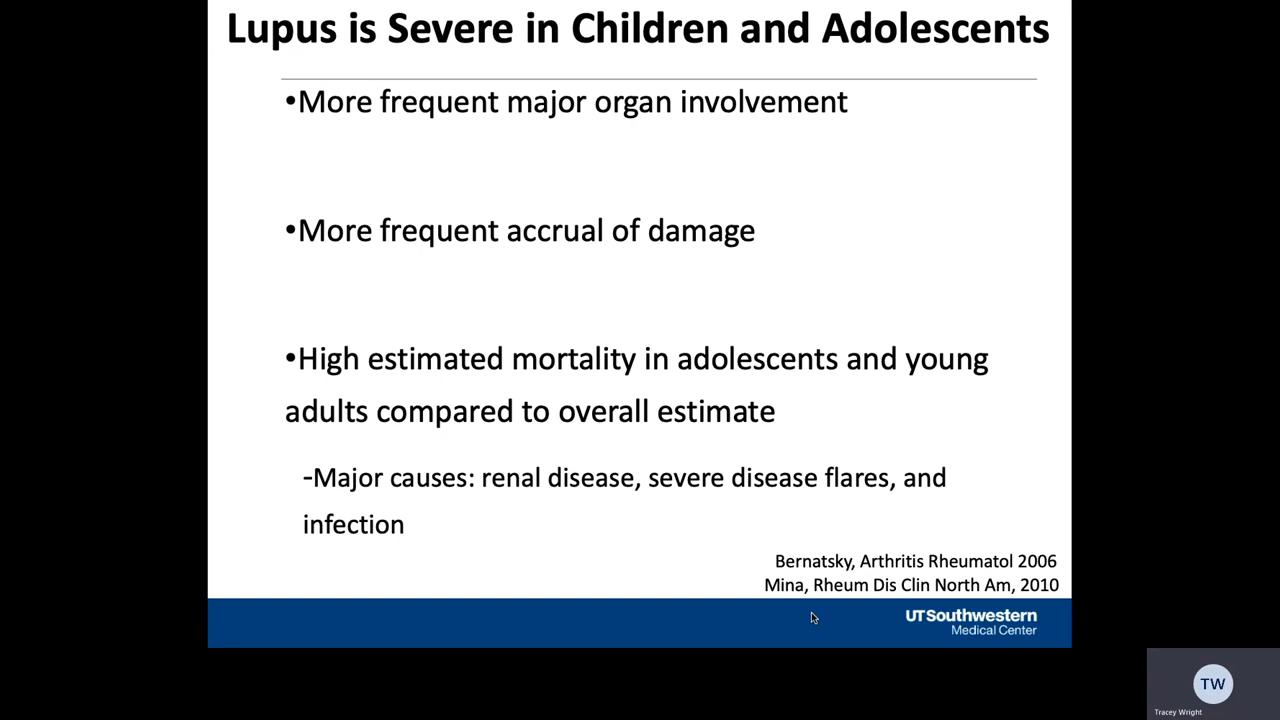 Lupus is Severe in Children and Adolescents
•More frequent major organ involvement
•More frequent accrual of damage
•High estimated mortality in adolescents and young
adults compared to overall estimate
-Major causes: renal disease, severe disease flares, and
infection
Bernatsky, Arthritis Rheumatol 2006
Mina, Rheum Dis Clin North Am, 2010
UTSouthwestern
Medical Center
TW
Tracey Wright